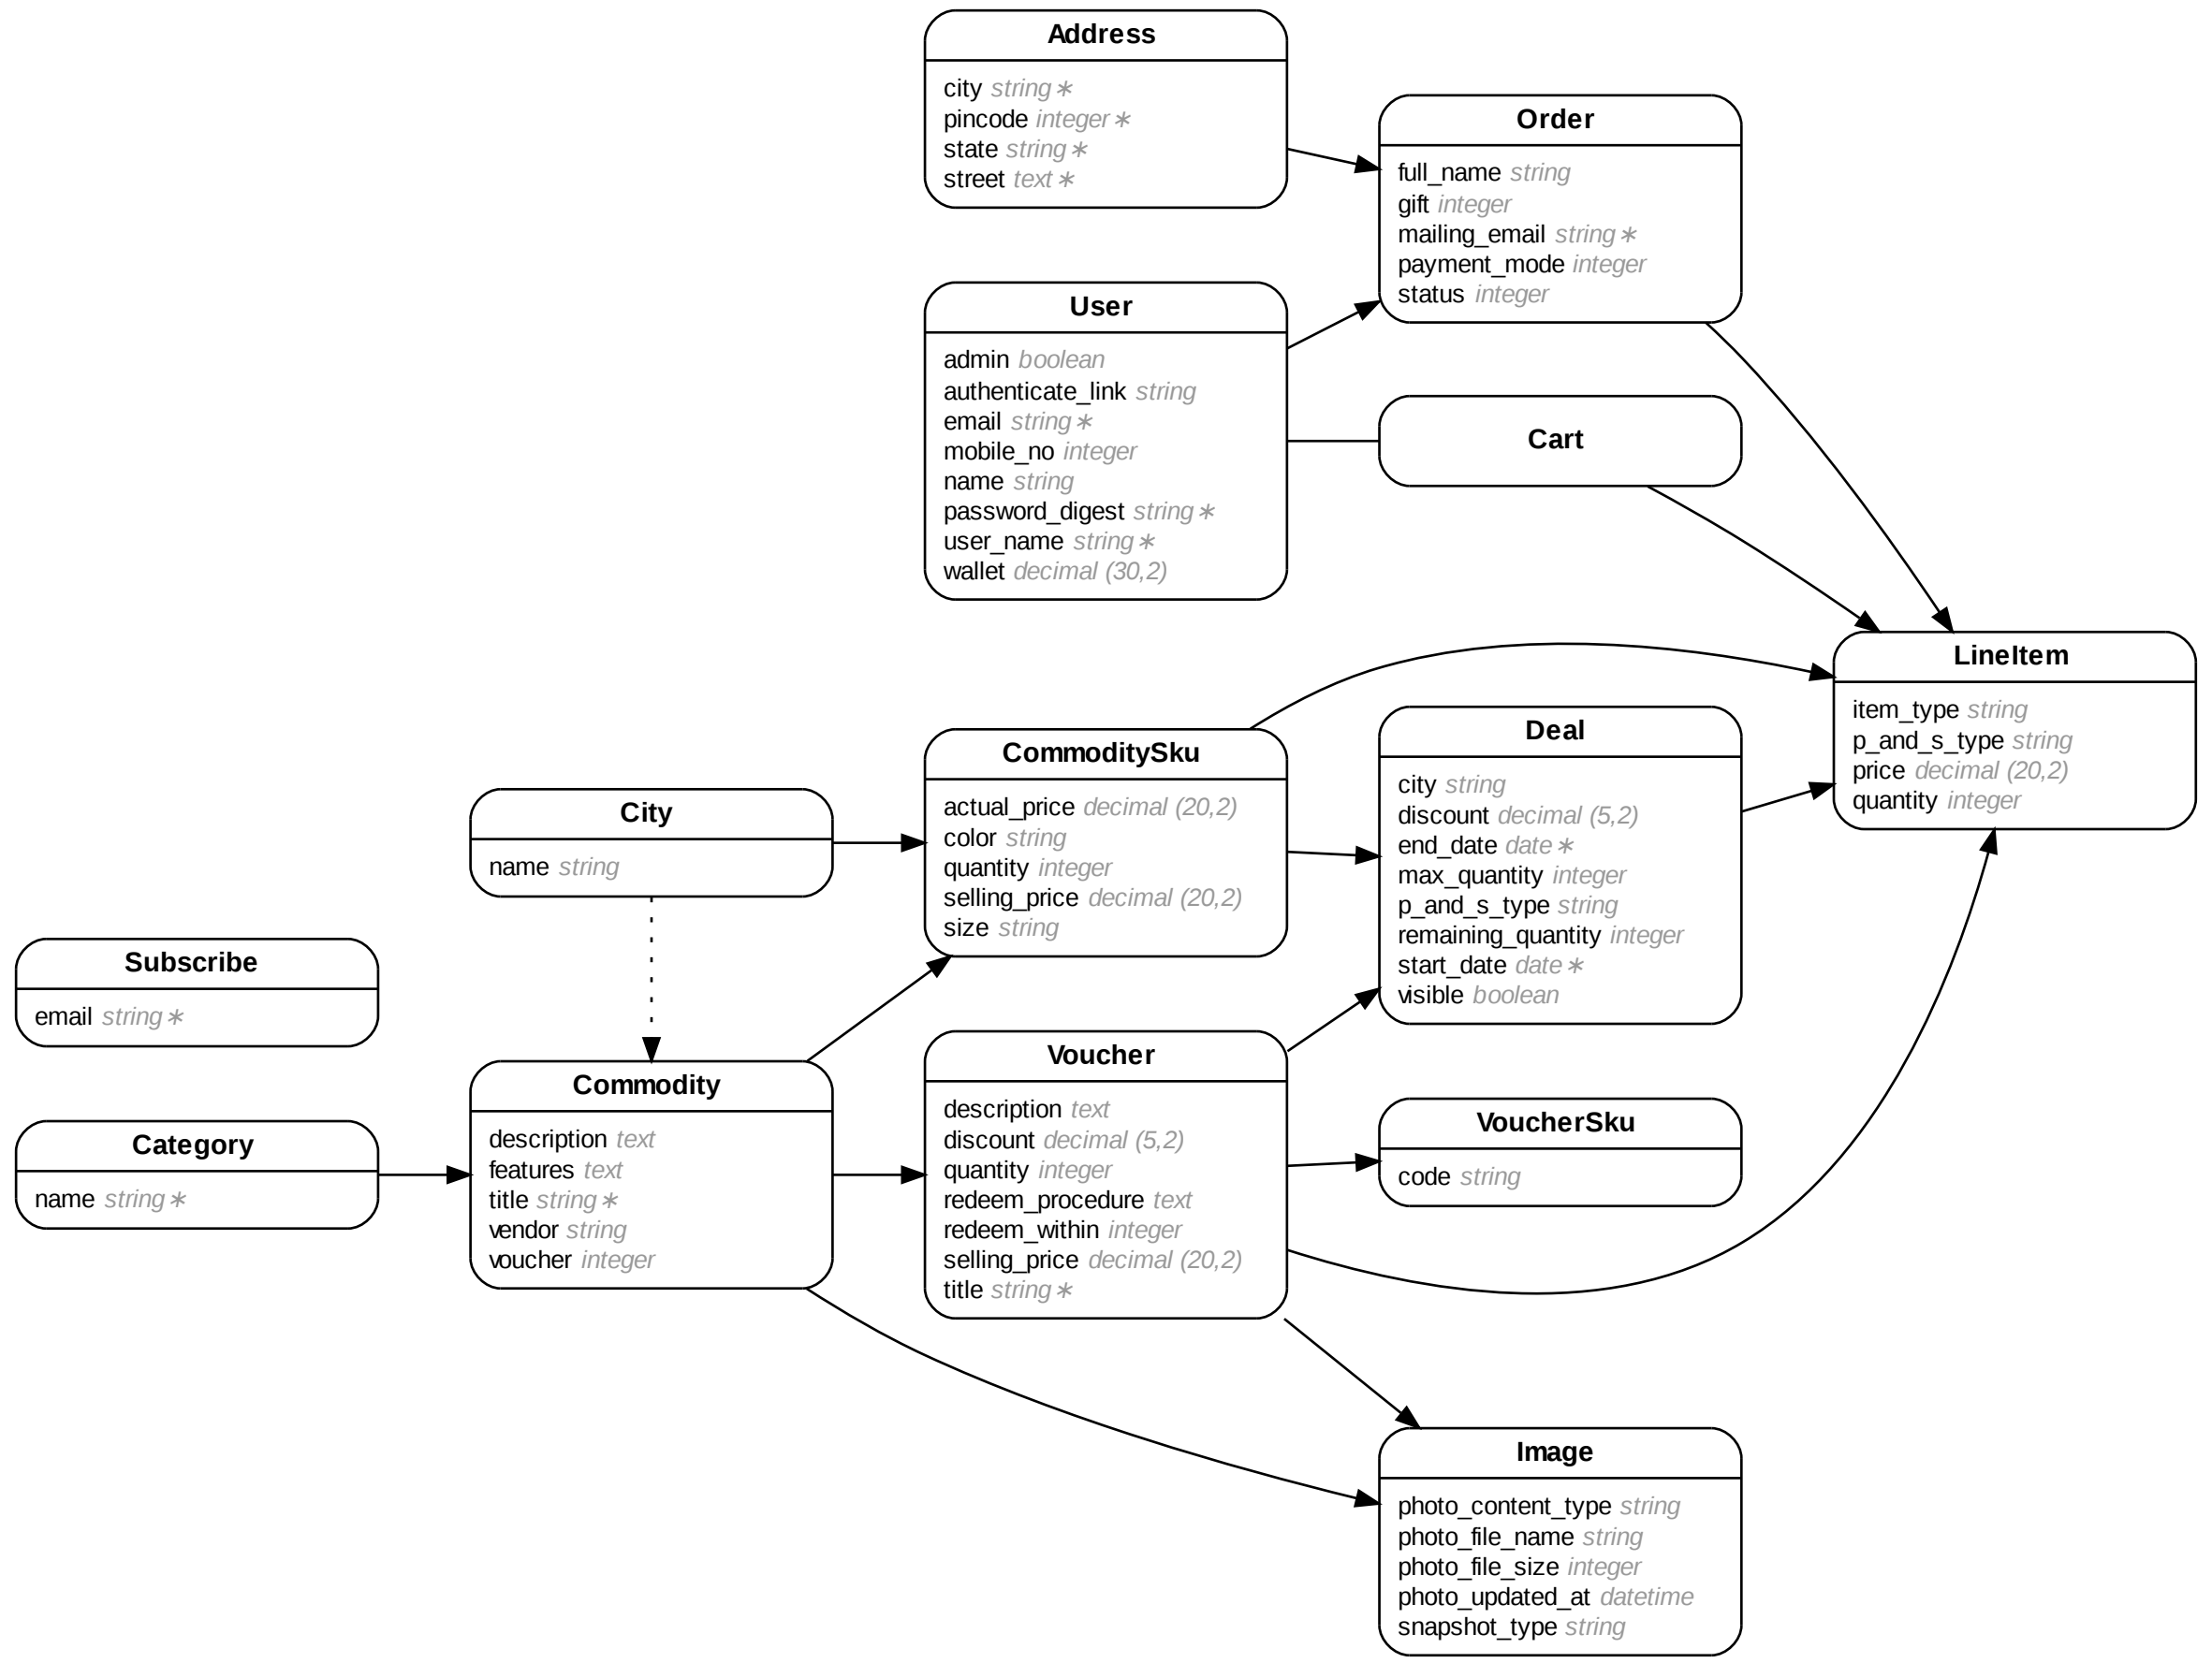 Address
city string∗
pincode integer∗
state string∗
street text∗
Order
full_name string
gift integer
mailing_email string∗
payment_mode integer
status integer
User
admin boolean
authenticate_link string
email string∗
mobile_no integer
name string
password_digest string∗
user_name string∗
wallet decimal (30,2)
Cart
LineItem
item_type string
p_and_s_type string
price decimal (20,2)
quantity integer
CommoditySku
actual_price decimal (20,2)
color string
quantity integer
selling_price decimal (20,2)
size string
Deal
city string
discount decimal (5,2)
end_date date∗
max_quantity integer
p_and_s_type string
remaining_quantity integer
start_date date∗
visible boolean
City
name string
Subscribe
email string∗
Category
name string∗
Commodity
description text
features text
title string∗
vendor string
voucher integer
Voucher
description text
discount decimal (5,2)
quantity integer
redeem_procedure text
redeem_within integer
selling_price decimal (20,2)
title string∗
VoucherSku
code string
Image
photo_content_type string
photo_file_name string
photo_file_size integer
photo_updated_at datetime
snapshot_type string